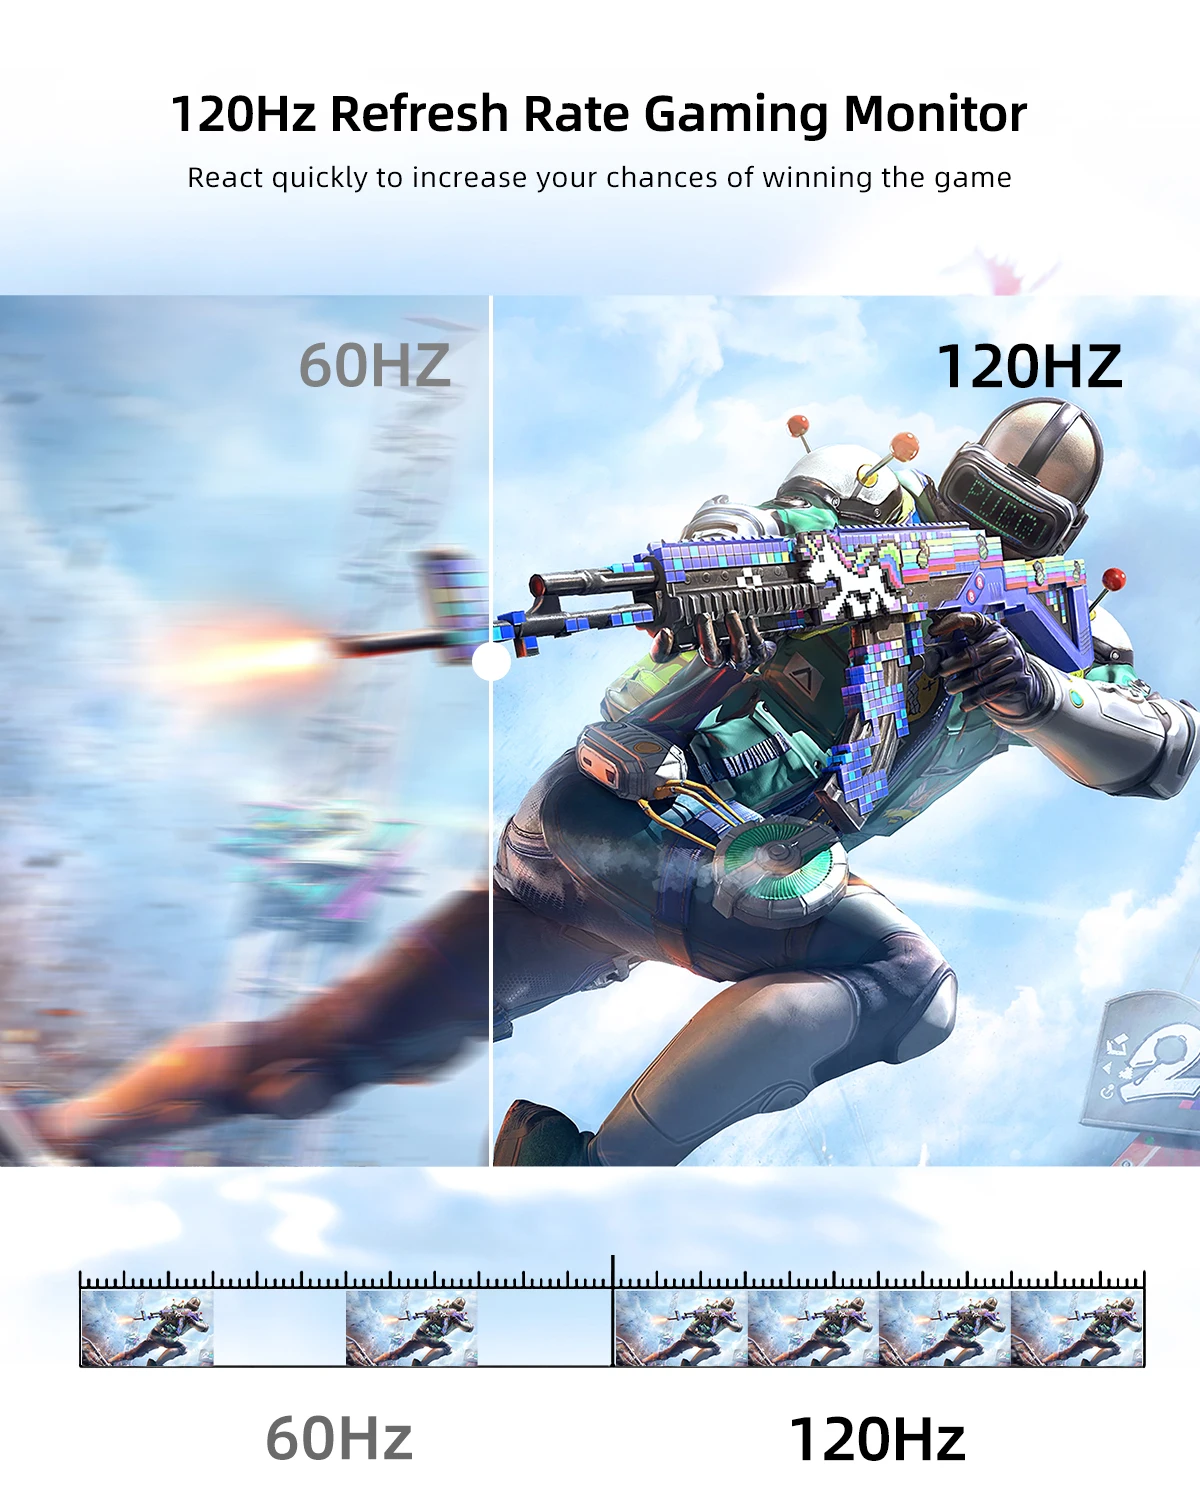 120Hz Refresh Rate Gaming Monitor
React quickly to increase your chances of winning the game
60HZ
120HZ
2
60Hz
120Hz